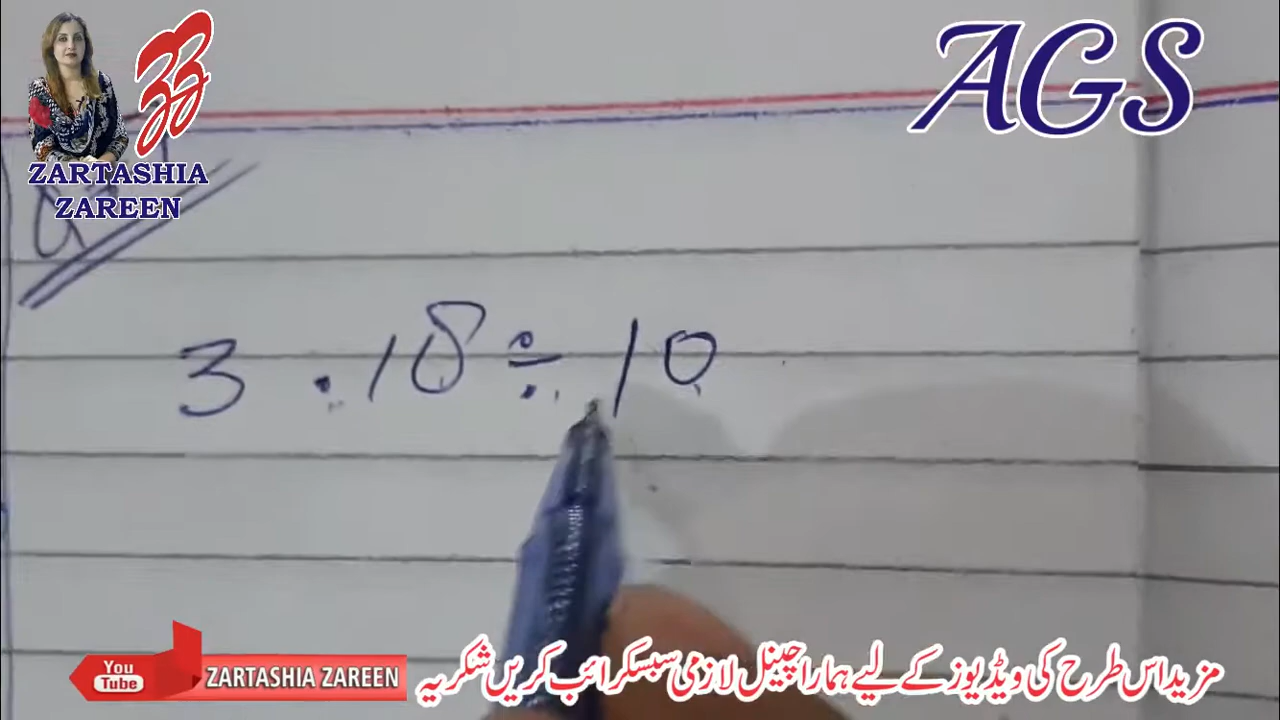 AGS
ZARTASHIA
ZAREEN
3.18÷10
You
Tube
ZARTASHIA ZAREEN
مزید اس طرح کی ویڈیوز کے لیے ہمارا چینل لازمی سبسکرائب کریں شکریہ